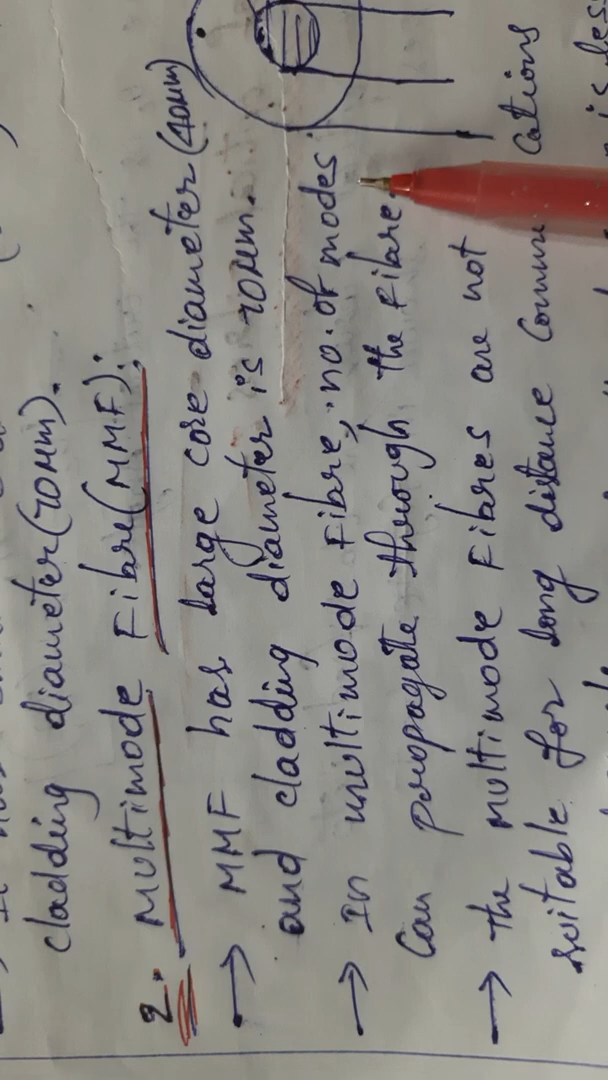 cladding diameter (70μm).
2. Multimode Fibre (MMF):
→ MMF has large core diameter (40μm)
and cladding diameter is 70μm.
→ In multimode Fibre, no. of modes
Can propagate through the Fibre.
→ the multimode Fibres are not
suitable for long distance commu cations